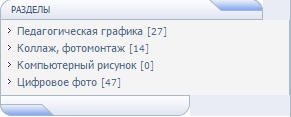 РАЗДЕЛЫ
Педагогическая графика [27]
Коллаж, фотомонтаж [14]
Компьютерный рисунок [0]
Цифровое фото [47]